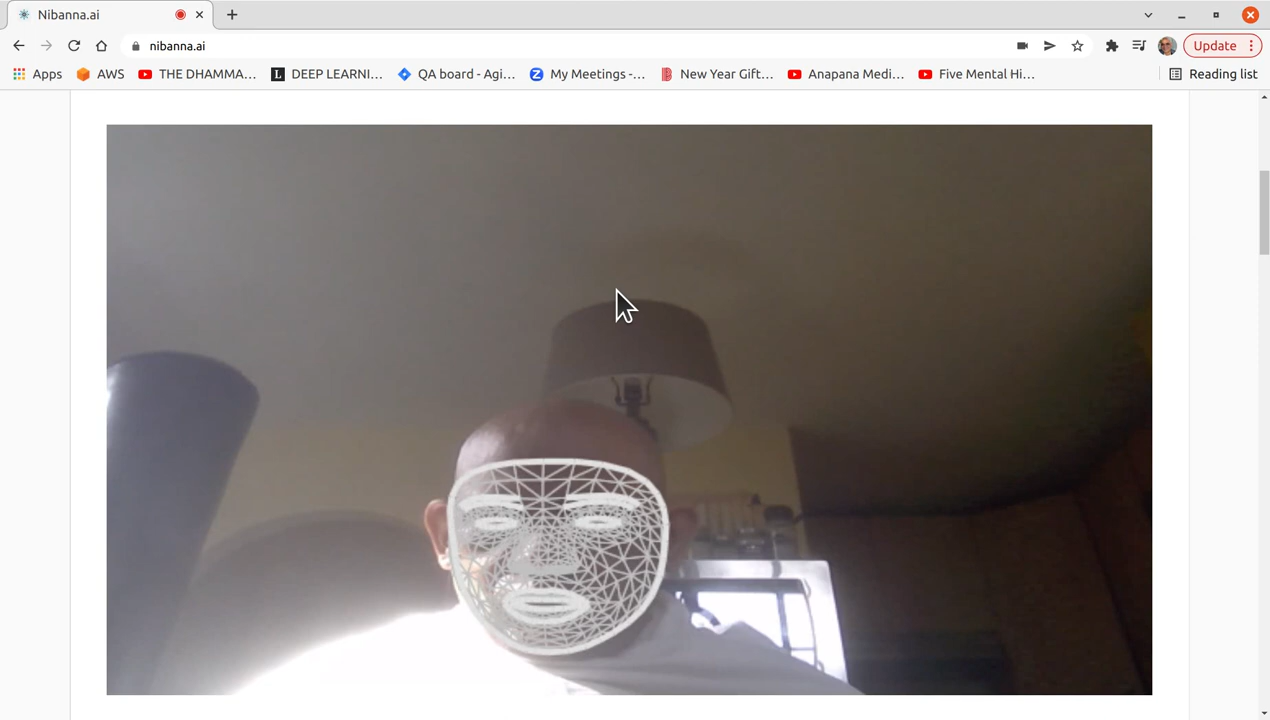 Nibanna.ai
nibanna.ai
Update
Apps
AWS
THE DHAMMA…
DEEP LEARNI…
QA board - Agi…
My Meetings -…
New Year Gift…
Anapana Medi…
Five Mental Hi…
Reading list